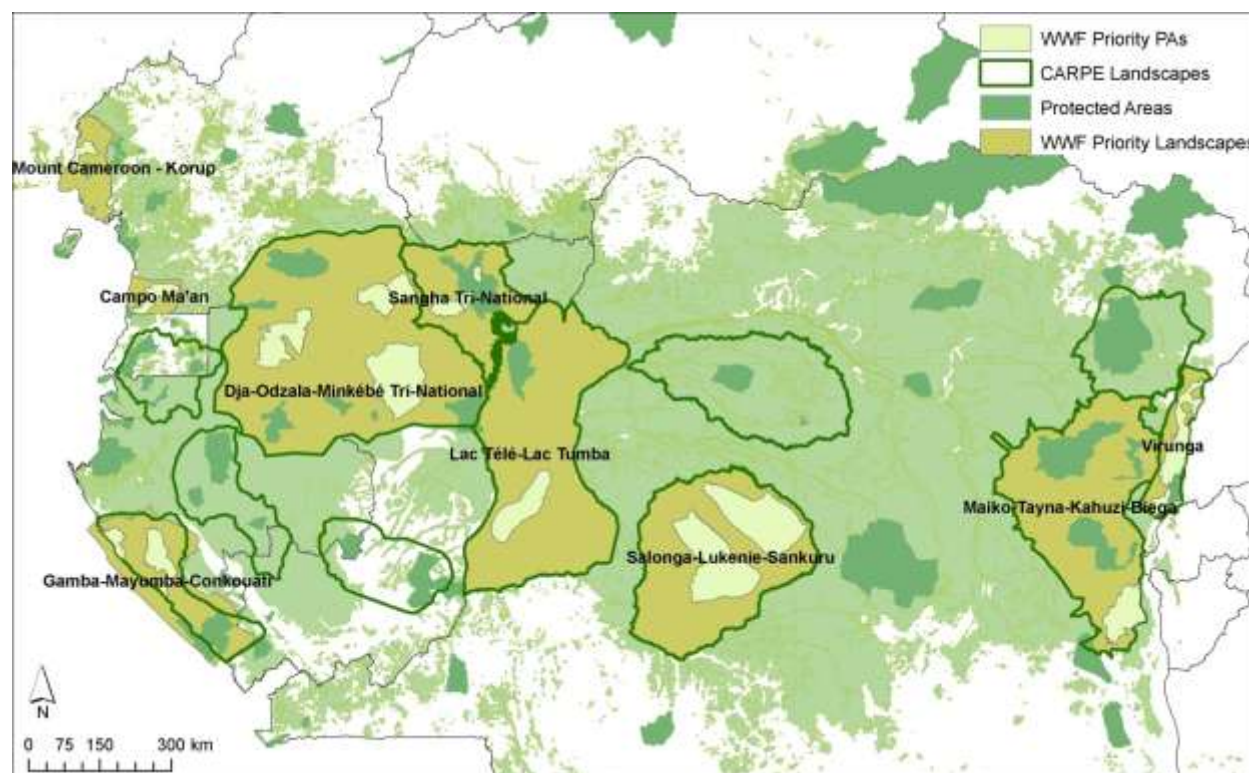 WWF Priority PAs
CARPE Landscapes
Protected Areas
WWF Priority Landscapes
Mount Cameroon - Korup
Campo Ma'an
Sangha Tri-National
Dja-Odzala-Minkébé Tri-National
Lac Télé-Lac Tumba
Virunga
Maiko-Tayna-Kahuzi-Biega
Salonga-Lukenie-Sankuru
Gamba-Mayumba-Conkouati
N
0 75 150 300 km